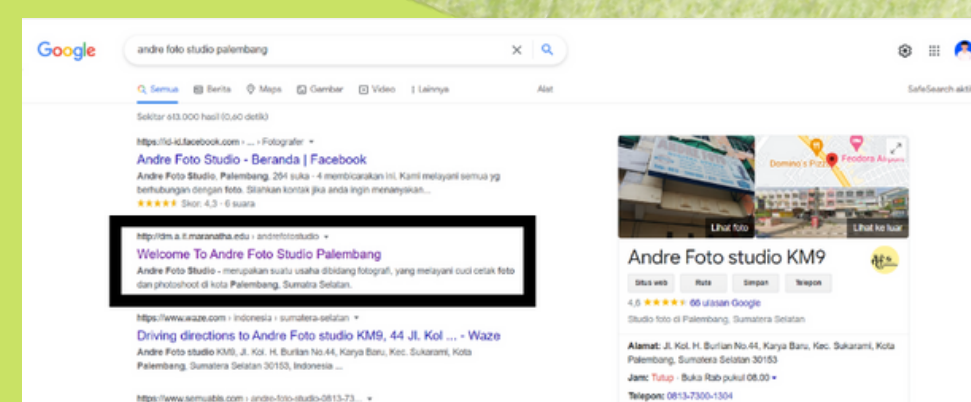 Google
andre foto studio palembang
Semua
Berita
Maps
Gambar
Video
Lainnya
Alat
SafeSearch akti
Sekitar 613.000 hasil (0,60 detik)
https://id-id.facebook.com › ... › Fotografer
Andre Foto Studio - Beranda | Facebook
Andre Foto Studio, Palembang. 264 suka · 4 membicarakan ini. Kami melayani semua yg
berhubungan dengan foto. Silahkan kontak jika anda ingin menanyakan...
Skor: 4,3 · 6 suara
http://dm.a.it.maranatha.edu › andrefotostudio
Welcome To Andre Foto Studio Palembang
Andre Foto Studio - merupakan suatu usaha dibidang fotografi, yang melayani cuci cetak foto
dan photoshoot di kota Palembang, Sumatra Selatan.
https://www.waze.com › indonesia › sumatera-selatan
Driving directions to Andre Foto studio KM9, 44 Jl. Kol ... - Waze
Andre Foto studio KM9, Jl. Kol. H. Burlian No.44, Karya Baru, Kec. Sukarami, Kota
Palembang, Sumatera Selatan 30153, Indonesia ...
https://www.semuabis.com › andre-foto-studio-0813-73...
Domino's Pizza
Feodora Airport
Lihat foto
Lihat ke luar
Andre Foto studio KM9
Situs web
Rute
Simpan
Telepon
4,6 66 ulasan Google
Studio foto di Palembang, Sumatera Selatan
Alamat: Jl. Kol. H. Burlian No.44, Karya Baru, Kec. Sukarami, Kota
Palembang, Sumatera Selatan 30153
Jam: Tutup · Buka Rab pukul 08.00
Telepon: 0813-7300-1304